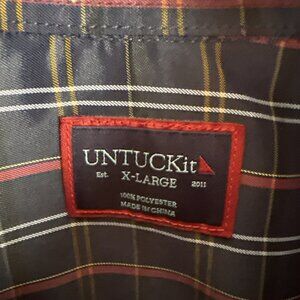 UNTUCKit
Est. X-LARGE 2011
100% POLYESTER
MADE IN CHINA